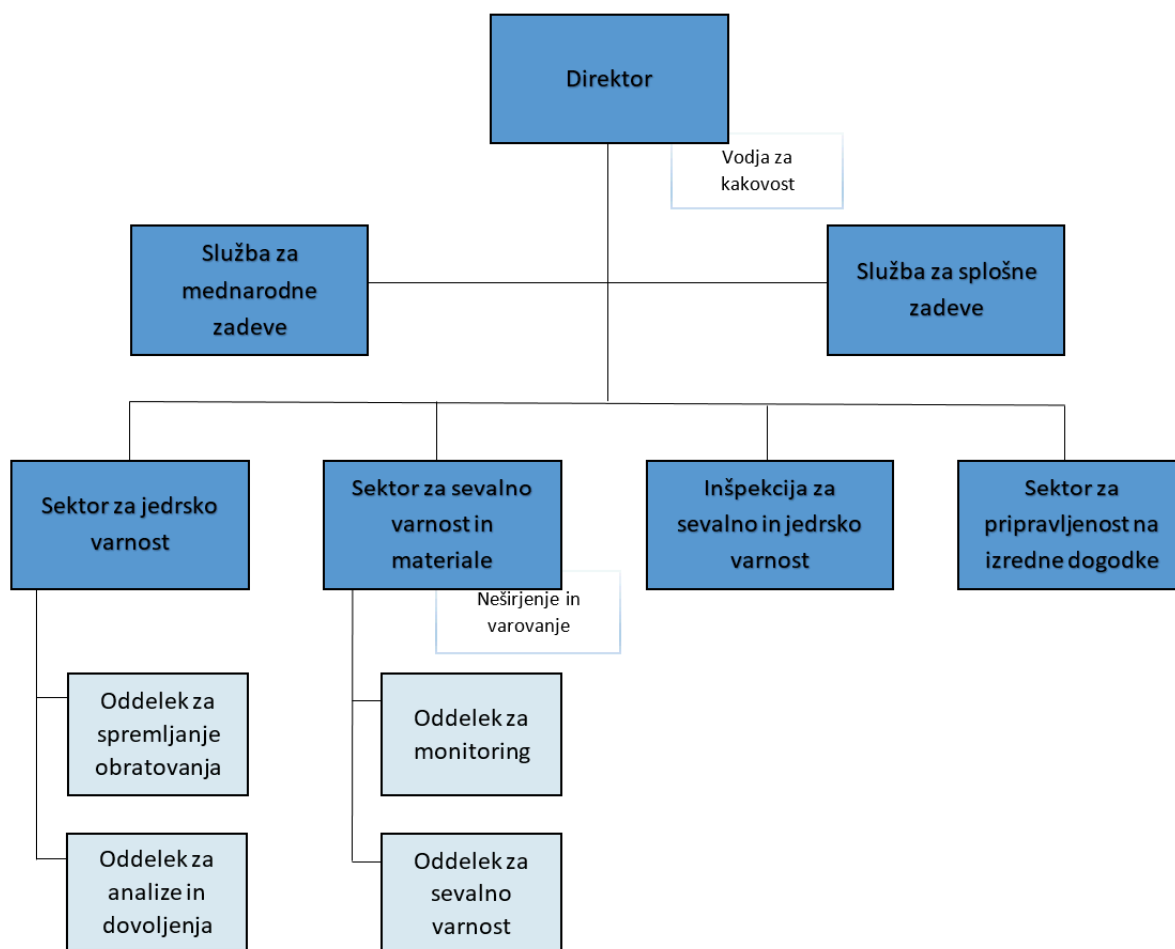 Direktor
Vodja za
kakovost
Služba za
mednarodne
zadeve
Služba za splošne
zadeve
Sektor za jedrsko
varnost
Sektor za sevalno
varnost in
materiale
Inšpekcija za
sevalno in jedrsko
varnost
Sektor za
pripravljenost na
izredne dogodke
Neširjenje in
varovanje
Oddelek za
spremljanje
obratovanja
Oddelek za
monitoring
Oddelek za
analize in
dovoljenja
Oddelek za
sevalno
varnost